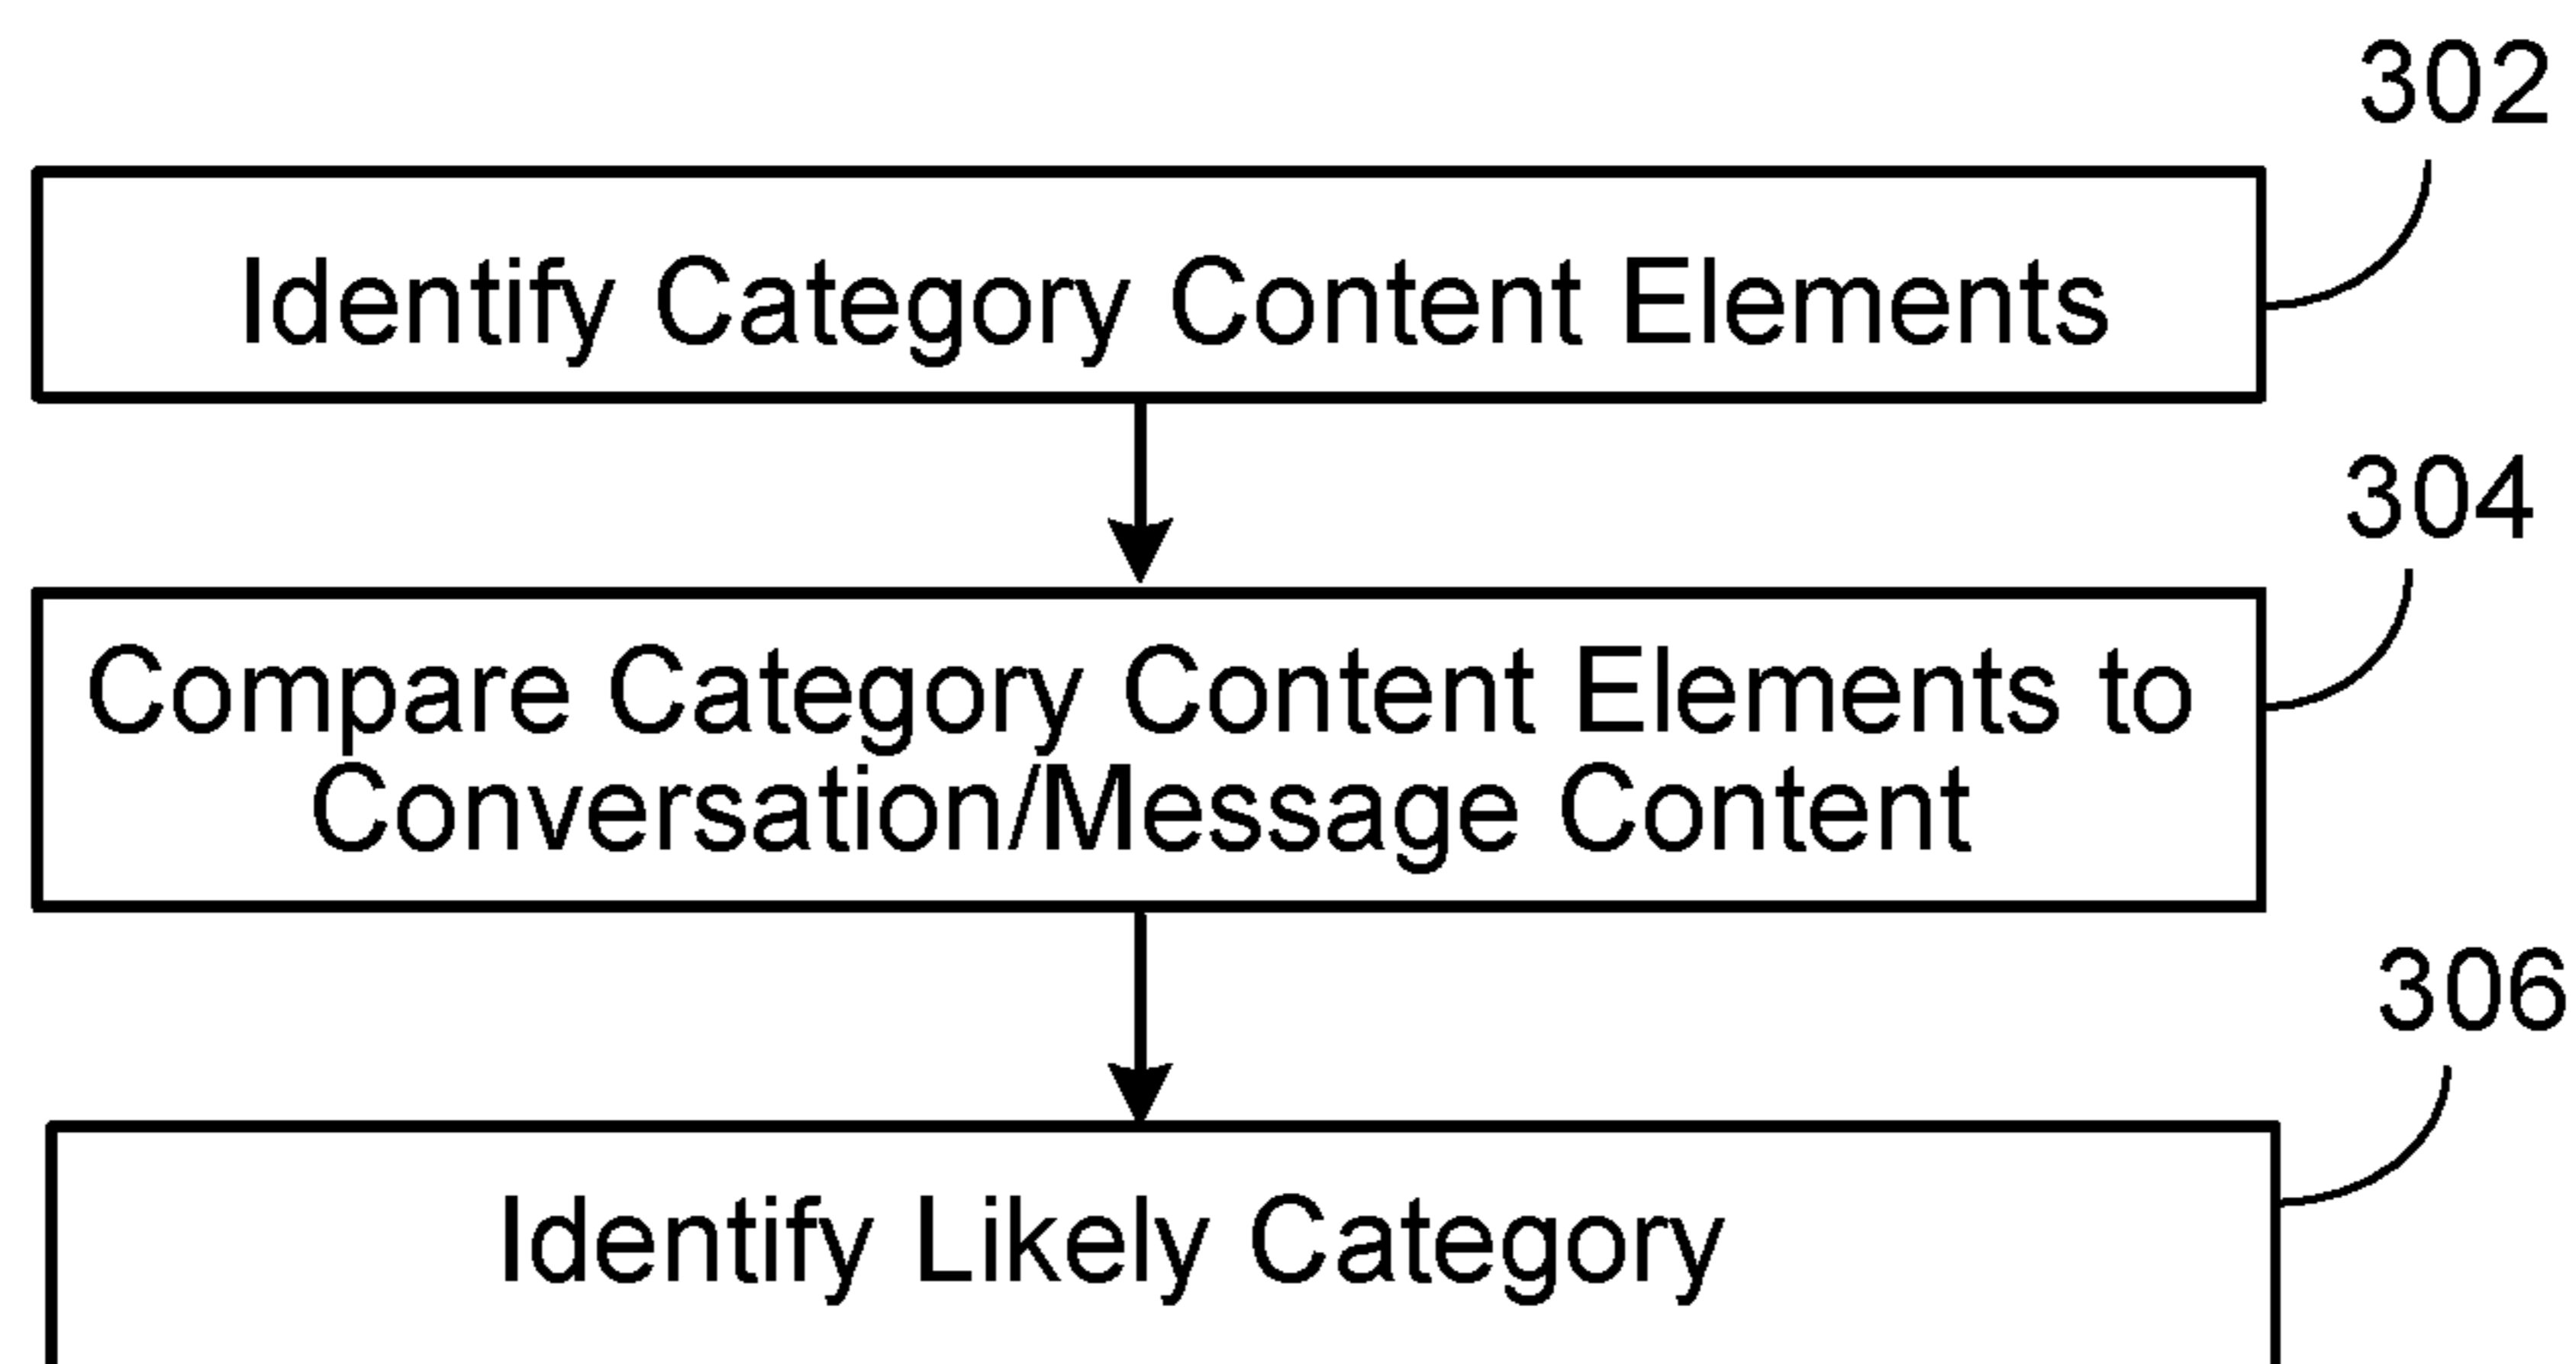 302
Identify Category Content Elements
304
Compare Category Content Elements to
Conversation/Message Content
306
Identify Likely Category